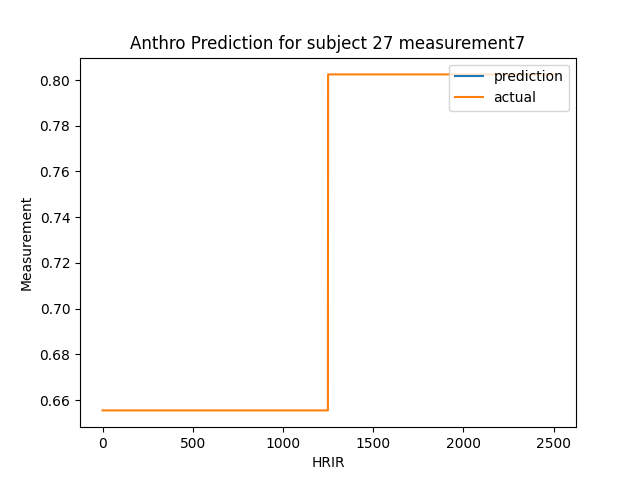 Anthro Prediction for subject 27 measurement7
prediction
actual
0.80
0.78
0.76
0.74
0.72
0.70
0.68
0.66
Measurement
0
500
1000
1500
2000
2500
HRIR